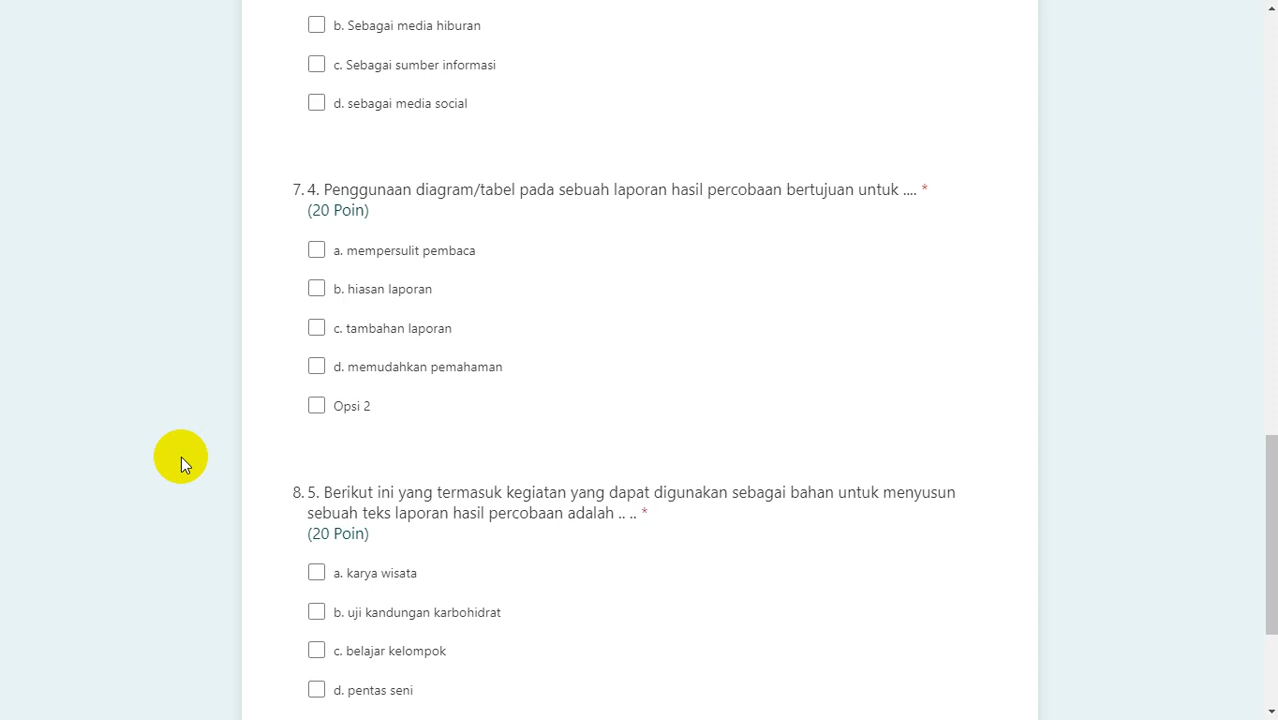 b. Sebagai media hiburan
c. Sebagai sumber informasi
d. sebagai media social
7. 4. Penggunaan diagram/tabel pada sebuah laporan hasil percobaan bertujuan untuk .... *
(20 Poin)
a. mempersulit pembaca
b. hiasan laporan
c. tambahan laporan
d. memudahkan pemahaman
Opsi 2
8. 5. Berikut ini yang termasuk kegiatan yang dapat digunakan sebagai bahan untuk menyusun
sebuah teks laporan hasil percobaan adalah .. .. *
(20 Poin)
a. karya wisata
b. uji kandungan karbohidrat
c. belajar kelompok
d. pentas seni